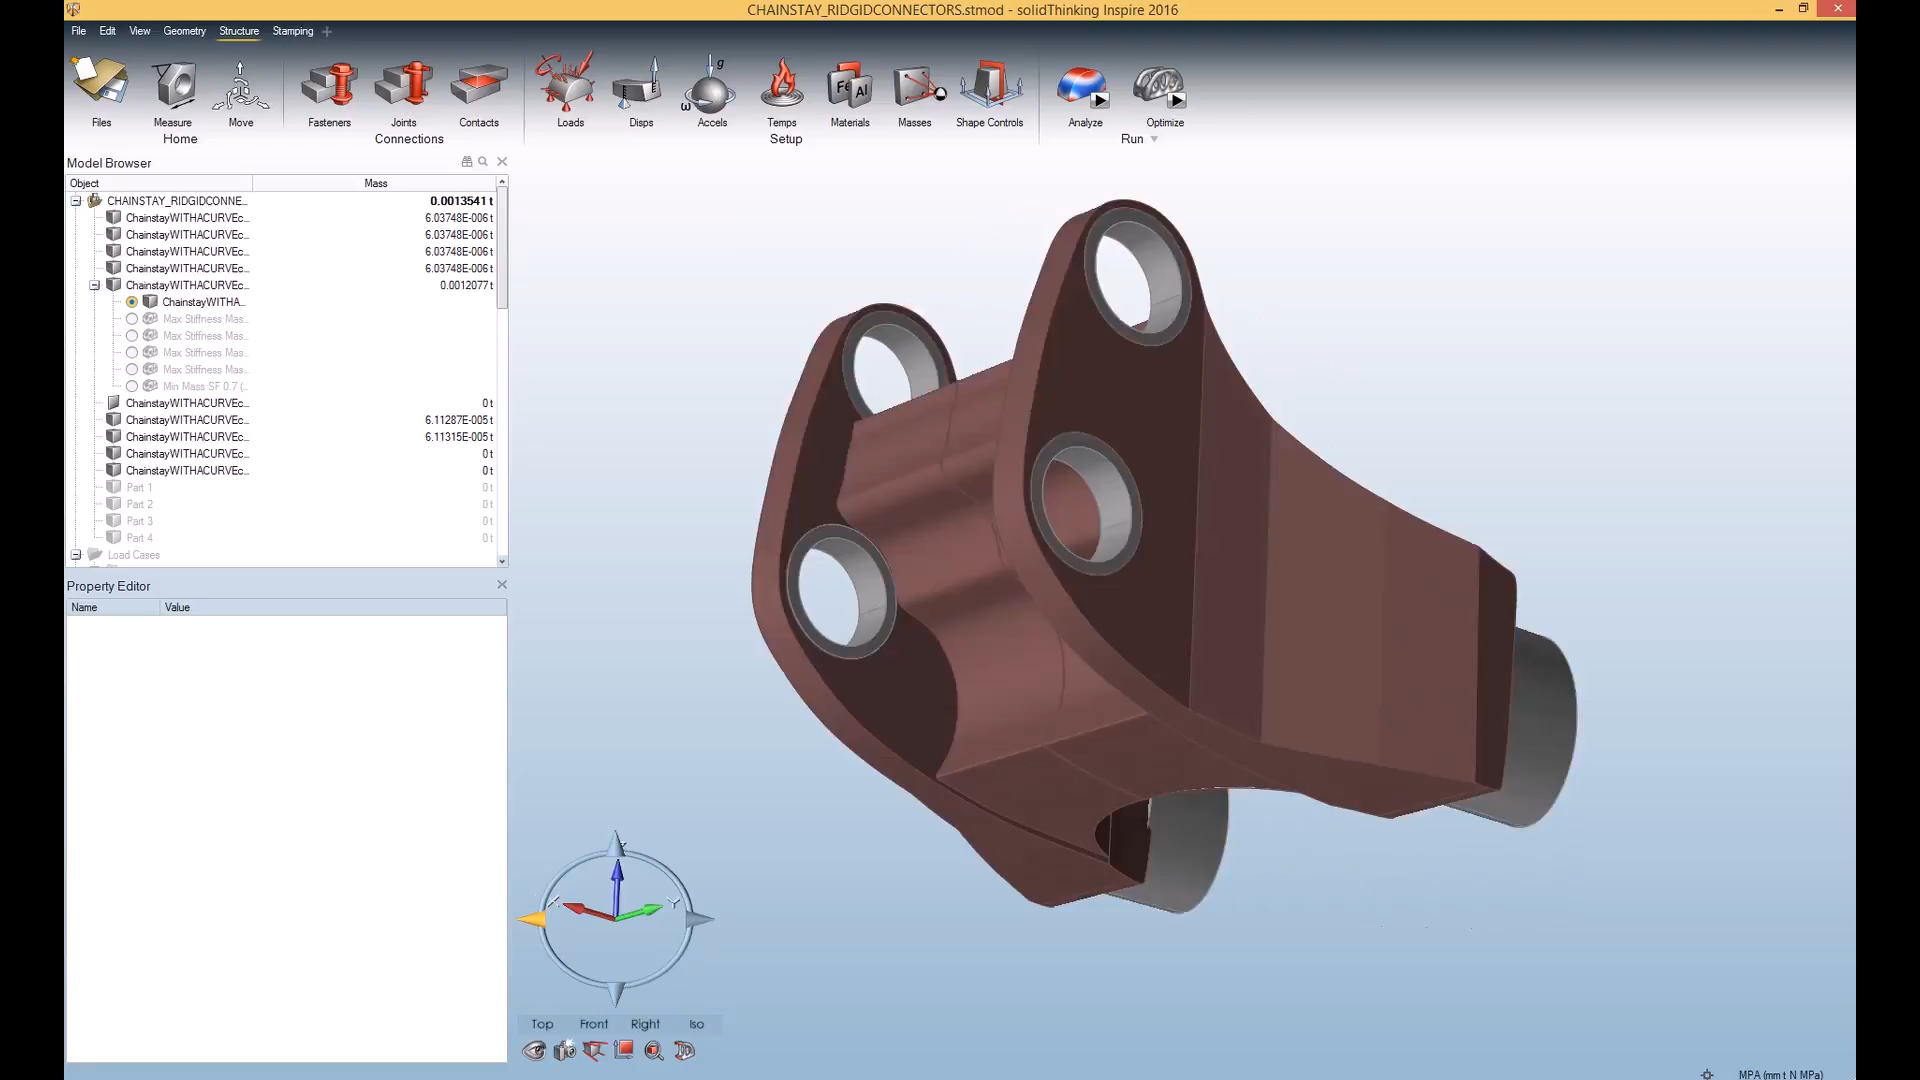 CHAINSTAY_RIDGIDCONNECTORS.stmod - solidThinking Inspire 2016
File Edit View Geometry Structure Stamping
Files Measure Move Fasteners Joints Contacts Loads Disps Accels Temps Materials Masses Shape Controls Analyze Optimize
Home Connections Setup Run
Model Browser
Object Mass
CHAINSTAY_RIDGIDCONNE... 0.0013541 t
ChainstayWITHACURVEc... 6.03748E-006 t
ChainstayWITHACURVEc... 6.03748E-006 t
ChainstayWITHACURVEc... 6.03748E-006 t
ChainstayWITHACURVEc... 6.03748E-006 t
ChainstayWITHACURVEc... 0.0012077 t
ChainstayWITHA...
Max Stiffness Mas...
Max Stiffness Mas...
Max Stiffness Mas...
Max Stiffness Mas...
Min Mass SF 0.7 (...
ChainstayWITHACURVEc... 0 t
ChainstayWITHACURVEc... 6.11287E-005 t
ChainstayWITHACURVEc... 6.11315E-005 t
ChainstayWITHACURVEc... 0 t
ChainstayWITHACURVEc... 0 t
Part 1 0 t
Part 2 0 t
Part 3 0 t
Part 4 0 t
Load Cases
Property Editor
Name Value
X Y
Top Front Right Iso
MPA (mm t N MPa)